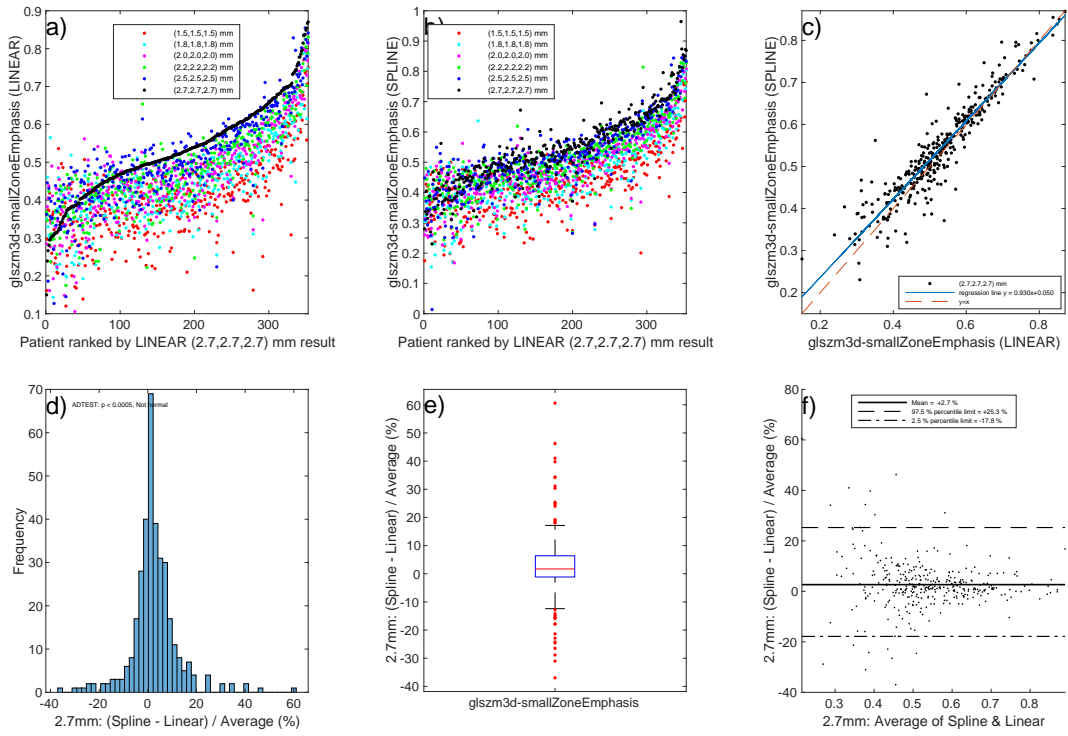 a)
glszm3d-smallZoneEmphasis (LINEAR)
0.9
0.8
0.7
0.6
0.5
0.4
0.3
0.2
0.1
(1.5,1.5,1.5) mm
(1.8,1.8,1.8) mm
(2.0,2.0,2.0) mm
(2.2,2.2,2.2) mm
(2.5,2.5,2.5) mm
(2.7,2.7,2.7) mm
0 100 200 300
Patient ranked by LINEAR (2.7,2.7,2.7) mm result
glszm3d-smallZoneEmphasis (SPLINE)
1
0.9
0.8
0.7
0.6
0.5
0.4
0.3
0.2
0.1
0
(1.5,1.5,1.5) mm
(1.8,1.8,1.8) mm
(2.0,2.0,2.0) mm
(2.2,2.2,2.2) mm
(2.5,2.5,2.5) mm
(2.7,2.7,2.7) mm
0 100 200 300
Patient ranked by LINEAR (2.7,2.7,2.7) mm result
c)
glszm3d-smallZoneEmphasis (SPLINE)
0.8
0.7
0.6
0.5
0.4
0.3
0.2
(2.7,2.7,2.7) mm
regression line y = 0.930x+0.050
y=x
0.2 0.4 0.6 0.8
glszm3d-smallZoneEmphasis (LINEAR)
d)
ADTEST: p < 0.0005, Not normal
Frequency
70
60
50
40
30
20
10
0
-40 -20 0 20 40 60
2.7mm: (Spline - Linear) / Average (%)
e)
2.7mm: (Spline - Linear) / Average (%)
60
50
40
30
20
10
0
-10
-20
-30
-40
glszm3d-smallZoneEmphasis
f)
2.7mm: (Spline - Linear) / Average (%)
80
60
40
20
0
-20
-40
Mean = +2.7 %
97.5 % percentile limit = +25.3 %
2.5 % percentile limit = -17.8 %
0.3 0.4 0.5 0.6 0.7 0.8
2.7mm: Average of Spline & Linear